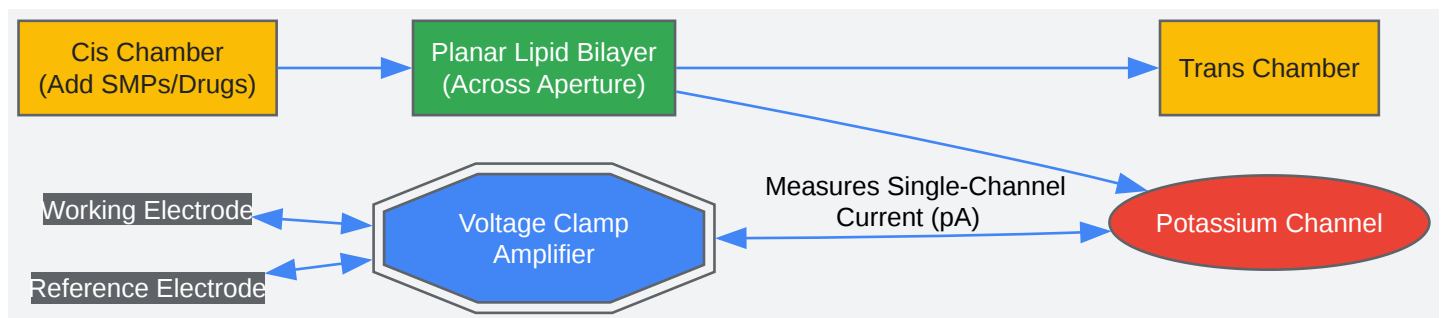 Cis Chamber
(Add SMPs/Drugs)
Planar Lipid Bilayer
(Across Aperture)
Trans Chamber
Working Electrode
Reference Electrode
Voltage Clamp
Amplifier
Measures Single-Channel
Current (pA)
Potassium Channel